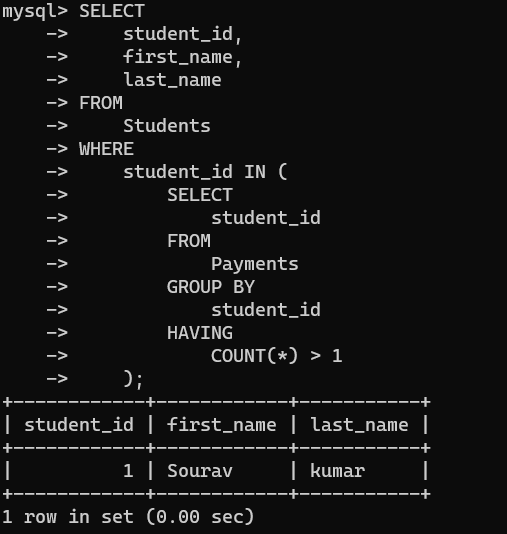 mysql> SELECT
    ->     student_id,
    ->     first_name,
    ->     last_name
    -> FROM
    ->     Students
    -> WHERE
    ->     student_id IN (
    ->         SELECT
    ->             student_id
    ->         FROM
    ->             Payments
    ->         GROUP BY
    ->             student_id
    ->         HAVING
    ->             COUNT(*) > 1
    ->     );
+------------+------------+-----------+
| student_id | first_name | last_name |
+------------+------------+-----------+
|          1 | Sourav     | kumar     |
+------------+------------+-----------+
1 row in set (0.00 sec)